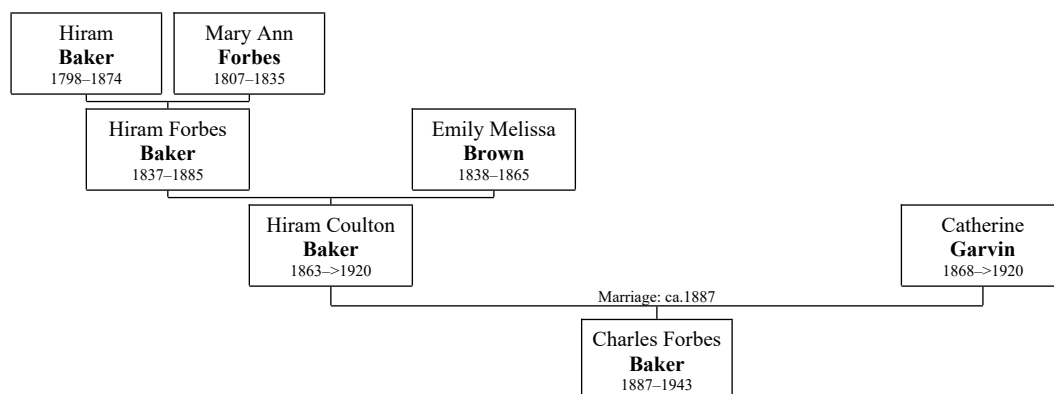 Hiram
Baker
1798–1874
Mary Ann
Forbes
1807–1835
Hiram Forbes
Baker
1837–1885
Emily Melissa
Brown
1838–1865
Hiram Coulton
Baker
1863–>1920
Catherine
Garvin
1868–>1920
Marriage: ca.1887
Charles Forbes
Baker
1887–1943